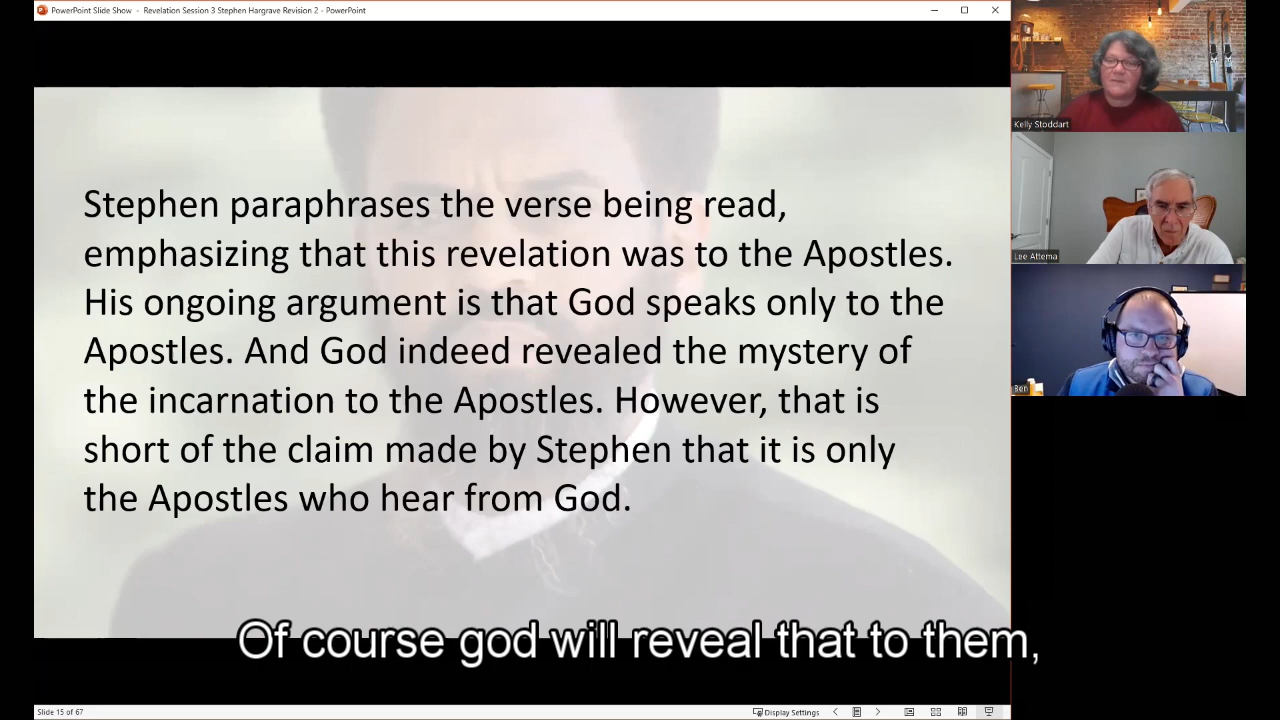 PowerPoint Slide Show - Revelation Session 3 Stephen Hargrave Revision 2 - PowerPoint
Stephen paraphrases the verse being read,
emphasizing that this revelation was to the Apostles.
His ongoing argument is that God speaks only to the
Apostles. And God indeed revealed the mystery of
the incarnation to the Apostles. However, that is
short of the claim made by Stephen that it is only
the Apostles who hear from God.
Of course god will reveal that to them,
Slide 15 of 67
Display Settings
Kelly Stoddart
Lee Attema
Ben